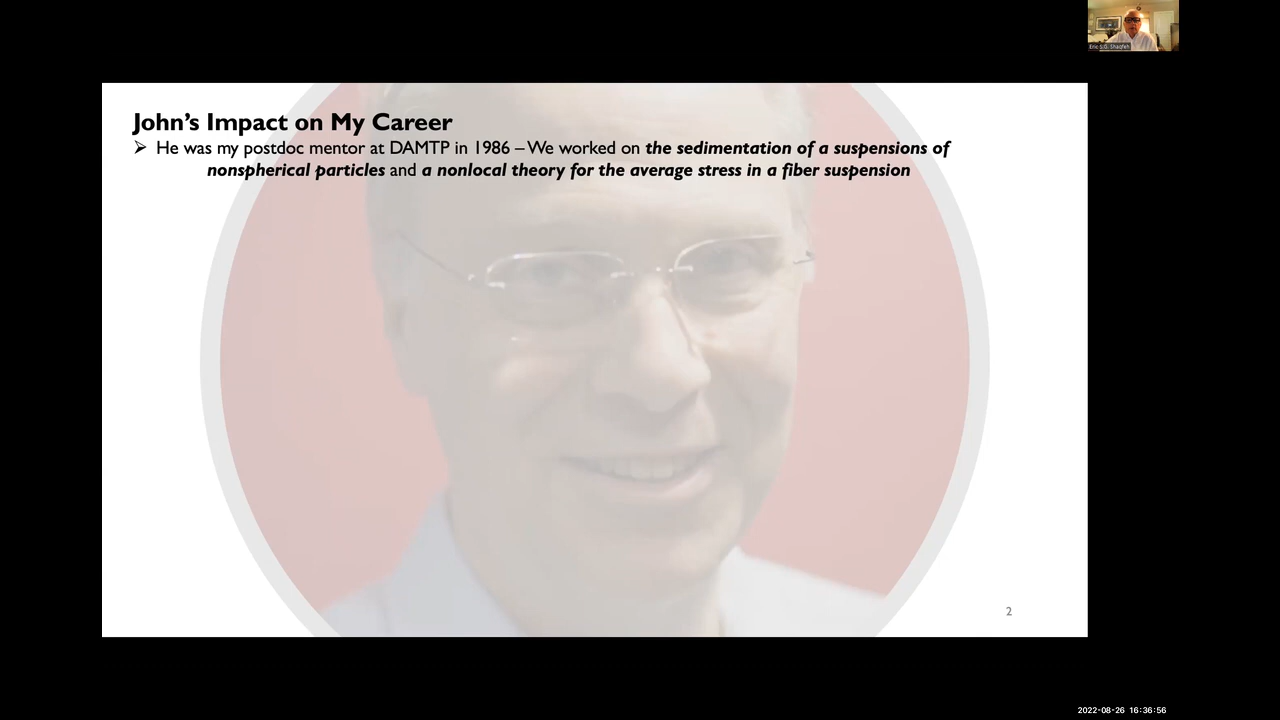 Eric S.G. Shaqfeh
John's Impact on My Career
➢ He was my postdoc mentor at DAMTP in 1986 – We worked on the sedimentation of a suspensions of
nonspherical particles and a nonlocal theory for the average stress in a fiber suspension
2
2022-08-26 16:36:56